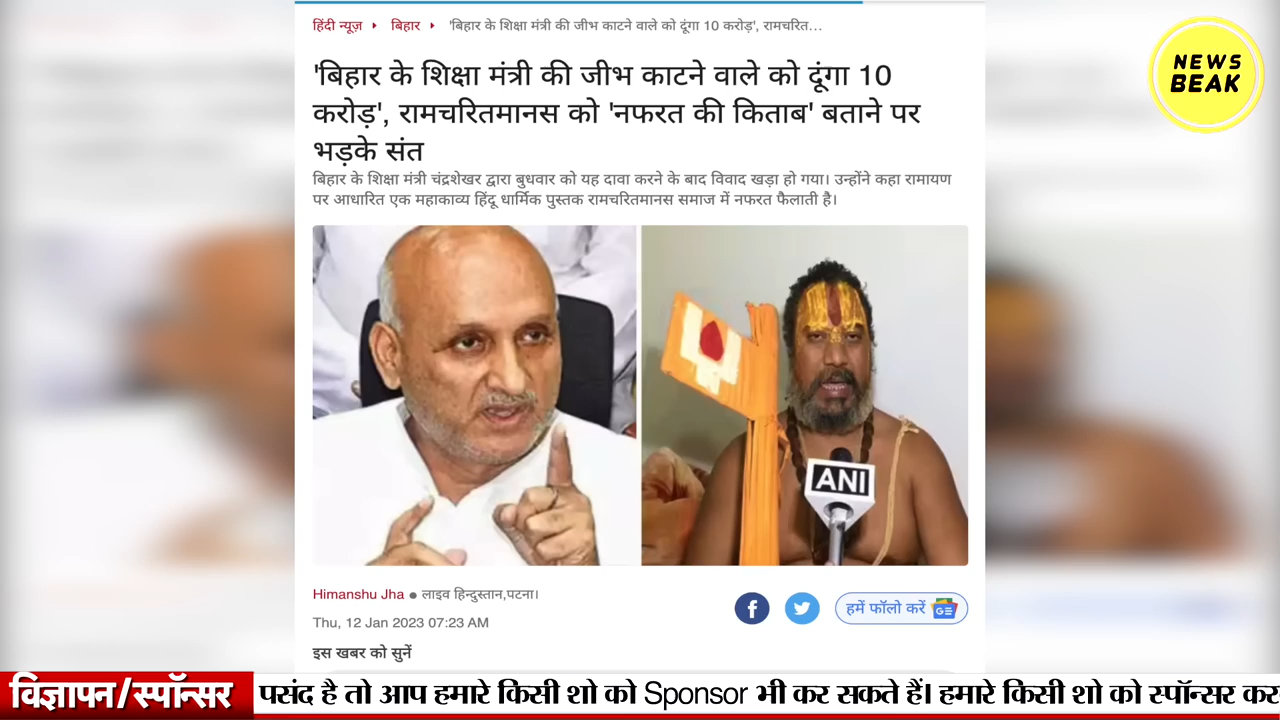 हिंदी न्यूज़ बिहार 'बिहार के शिक्षा मंत्री की जीभ काटने वाले को दूंगा 10 करोड़', रामचरित...
NEWS
BEAK
'बिहार के शिक्षा मंत्री की जीभ काटने वाले को दूंगा 10
करोड़', रामचरितमानस को 'नफरत की किताब' बताने पर
भड़के संत
बिहार के शिक्षा मंत्री चंद्रशेखर द्वारा बुधवार को यह दावा करने के बाद विवाद खड़ा हो गया। उन्होंने कहा रामायण
पर आधारित एक महाकाव्य हिंदू धार्मिक पुस्तक रामचरितमानस समाज में नफरत फैलाती है।
ANI
Himanshu Jha ● लाइव हिन्दुस्तान,पटना।
हमें फॉलो करें GE
Thu, 12 Jan 2023 07:23 AM
इस खबर को सुनें
विज्ञापन/स्पॉन्सर पसंद है तो आप हमारे किसी शो को Sponsor भी कर सकते हैं। हमारे किसी शो को स्पॉन्सर कर